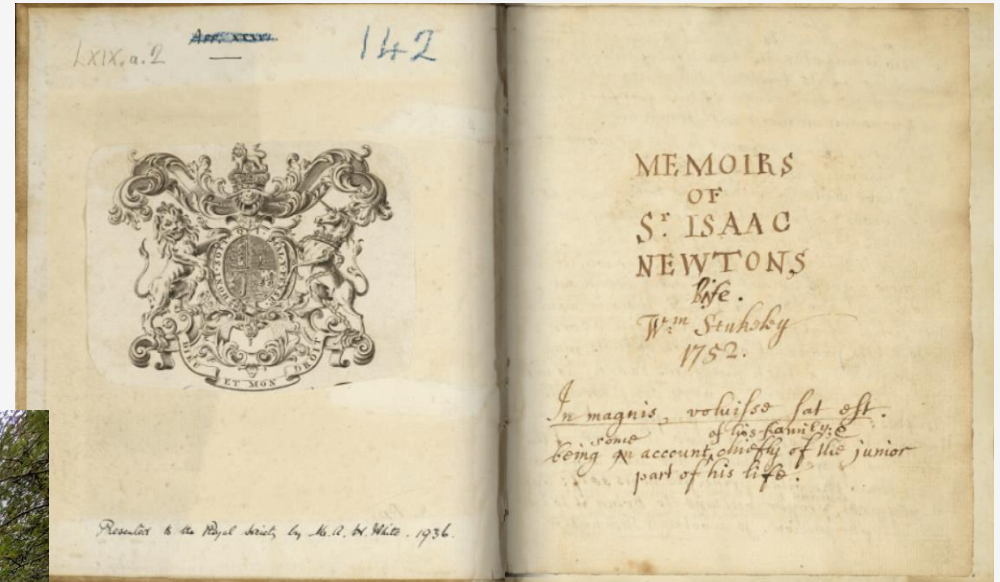 LXIX.a.2
142
DIEU
ET MON
DROIT
Presented to the Royal Society by Mr. A. H. White. 1936.
MEMOIRS
OF
Sr. ISAAC
NEWTONS
life.
Wm. Stukeley
1752.
In magnis, voluisse sat est.
some of his family; &
being an account, chiefly of the junior
part of his life.